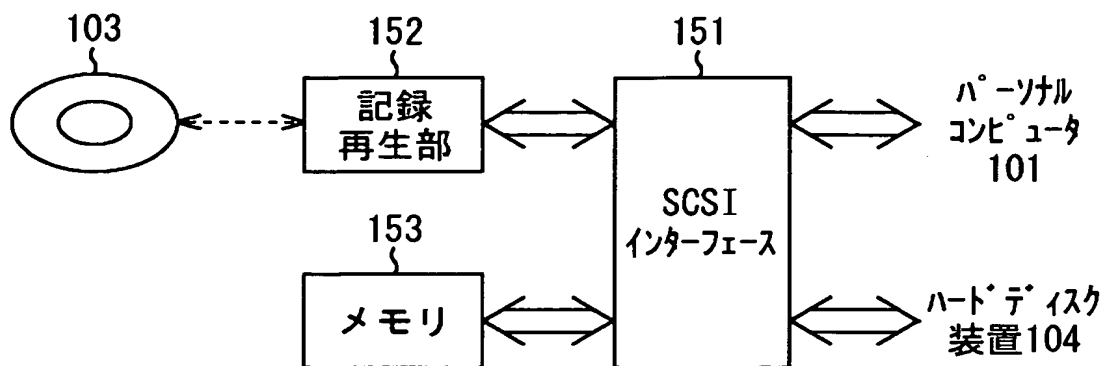 103
152
151
記録
再生部
パーソナル
コンピュータ
101
SCSI
インターフェース
153
メモリ
ハードディスク
装置104